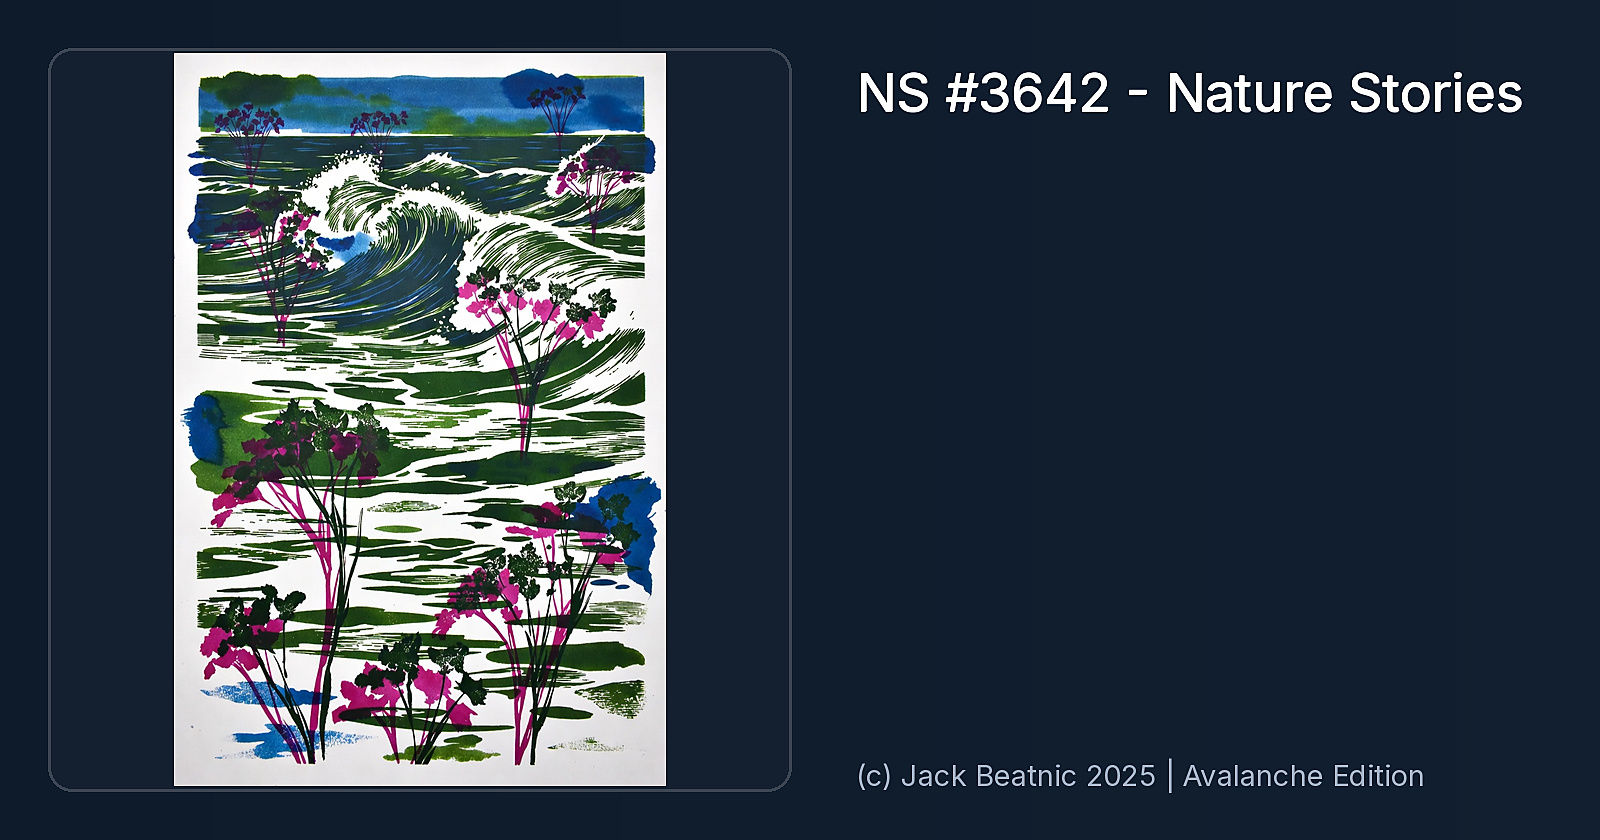 NS #3642 - Nature Stories
(c) Jack Beatnic 2025 | Avalanche Edition